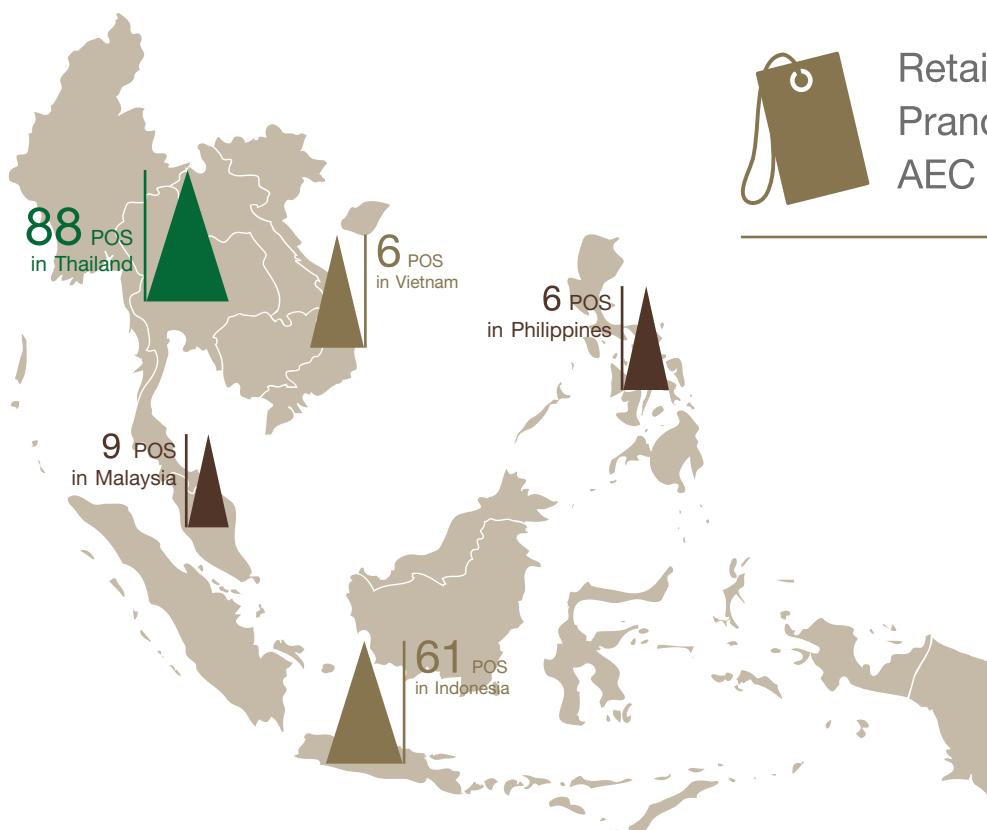 Retai
Pran
AEC
88 POS
in Thailand
6 POS
in Vietnam
6 POS
in Philippines
9 POS
in Malaysia
61 POS
in Indonesia